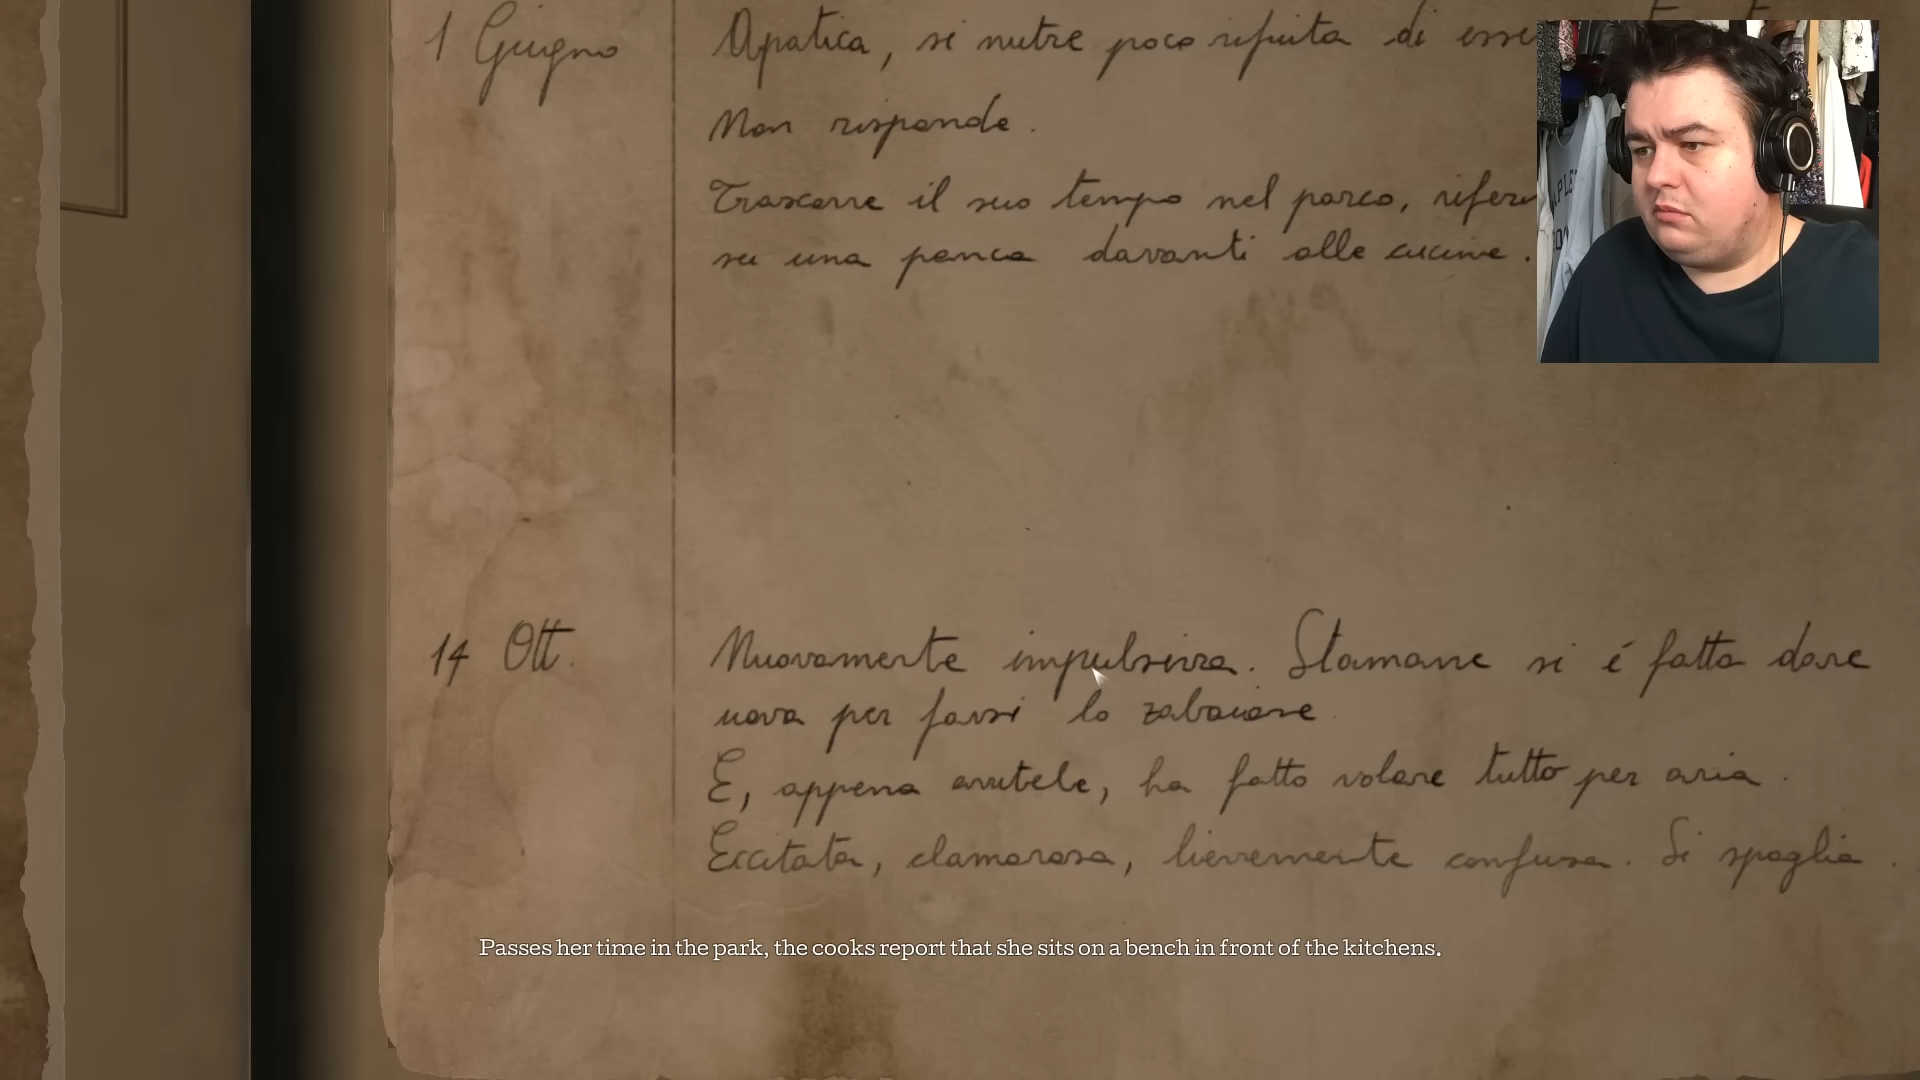 1 Giugno
Apatica, si nutre poco rifiuta di esse
Non risponde.
Trascorre il suo tempo nel parco, riferi
su una panca davanti alle cucine.
14 Ott.
Nuovamente impulsiva. Stamane si é fatta dare
uova per farsi lo zabaione.
E, appena avutele, ha fatto volare tutto per aria.
Eccitata, clamorosa, lievemente confusa. Si spoglia.
Passes her time in the park, the cooks report that she sits on a bench in front of the kitchens.